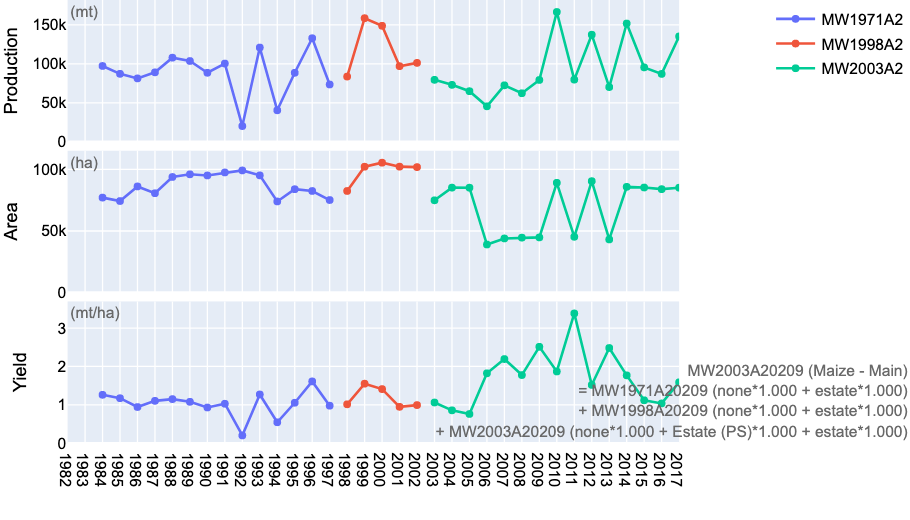 (mt)
150k
100k
50k
0
Production
MW1971A2
MW1998A2
MW2003A2
(ha)
100k
50k
0
Area
(mt/ha)
3
2
1
0
Yield
MW2003A20209 (Maize - Main)
= MW1971A20209 (none*1.000 + estate*1.000)
+ MW1998A20209 (none*1.000 + estate*1.000)
+ MW2003A20209 (none*1.000 + Estate (PS)*1.000 + estate*1.000)
1982
1983
1984
1985
1986
1987
1988
1989
1990
1991
1992
1993
1994
1995
1996
1997
1998
1999
2000
2001
2002
2003
2004
2005
2006
2007
2008
2009
2010
2011
2012
2013
2014
2015
2016
2017